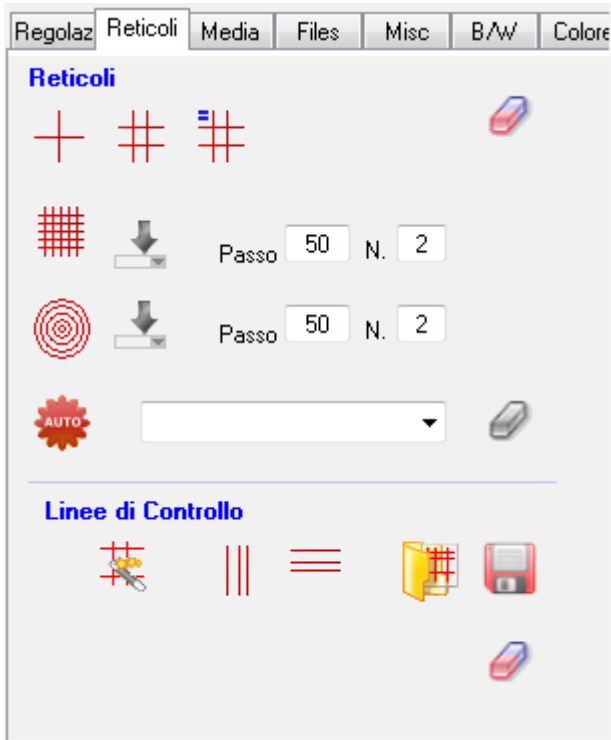 Regolaz Reticoli Media Files Misc B/W Colore
Reticoli
Passo 50 N. 2
Passo 50 N. 2
AUTO
Linee di Controllo